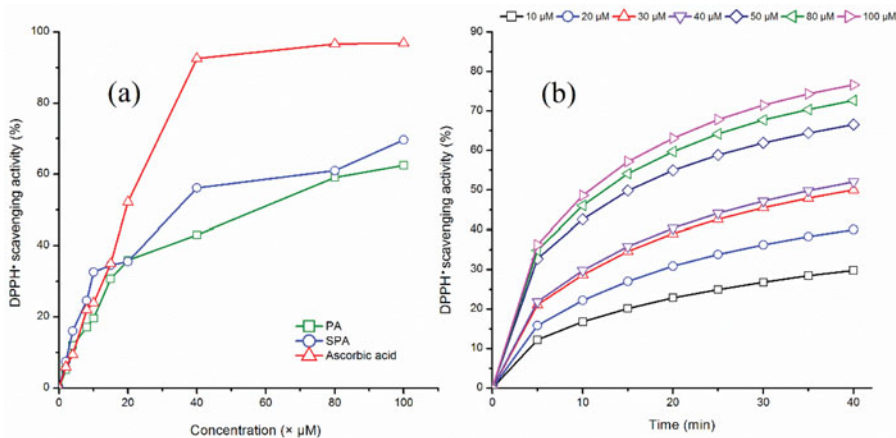 (a)
DPPH• scavenging activity (%)
100
80
60
40
20
0
0 20 40 60 80 100
Concentration (× μM)
PA
SPA
Ascorbic acid
10 μM 20 μM 30 μM 40 μM 50 μM 80 μM 100 μM
(b)
DPPH• scavenging activity (%)
90
80
70
60
50
40
30
20
10
0
0 10 20 30 40
Time (min)